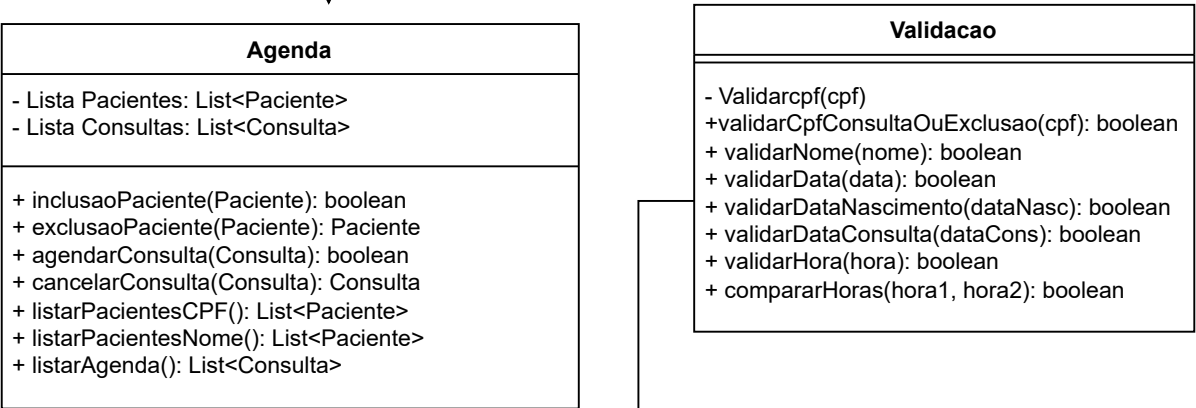 Agenda
- Lista Pacientes: List<Paciente>
- Lista Consultas: List<Consulta>
+ inclusaoPaciente(Paciente): boolean
+ exclusaoPaciente(Paciente): Paciente
+ agendarConsulta(Consulta): boolean
+ cancelarConsulta(Consulta): Consulta
+ listarPacientesCPF(): List<Paciente>
+ listarPacientesNome(): List<Paciente>
+ listarAgenda(): List<Consulta>
Validacao
- Validarcpf(cpf)
+validarCpfConsultaOuExclusao(cpf): boolean
+ validarNome(nome): boolean
+ validarData(data): boolean
+ validarDataNascimento(dataNasc): boolean
+ validarDataConsulta(dataCons): boolean
+ validarHora(hora): boolean
+ compararHoras(hora1, hora2): boolean